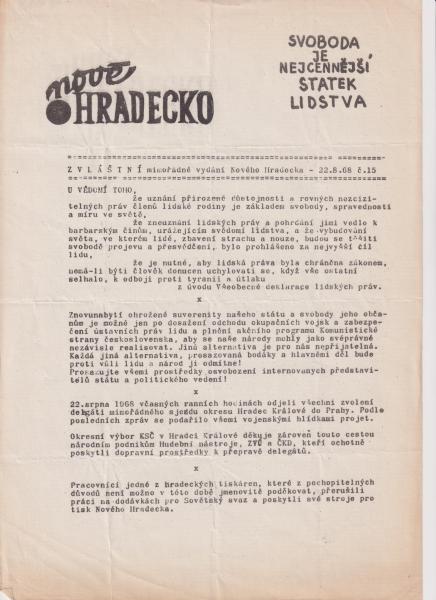 nové
HRADECKO
SVOBODA
JE
NEJCENNĚJŠÍ
STATEK
LIDSTVA
Z V L Á Š T N Í mimořádné vydání Nového Hradecka - 22.8.68 č.15
U VĚDOMÍ TOHO,
že uznání přirozené důstojnosti a rovných nezcizi-
telných práv členů lidské rodiny je základem svobody, spravedlnosti
a míru ve světě,
že zneuznání lidských práv a pohrdání jimi vedlo k
barbarským činům, urážejícím svědomí lidstva, a že vybudování
světa, ve kterém lidé, zbavení strachu a nouze, budou se těšiti
svobodě projevu a přesvědčení, bylo prohlášeno za nejvyšší cíl
lidu,
že je nutné, aby lidská práva byla chráněna zákonem,
nemá-li býti člověk donucen uchylovati se, když vše ostatní
selhalo, k odboji proti tyranii a útlaku
z úvodu Všeobecné deklarace lidských práv.
x
Znovunabytí ohrožené suverenity našeho státu a svobody jeho obča-
nům je možné jen po dosažení odchodu okupačních vojsk a zabezpe-
čení ústavních práv lidu a plnění akčního programu Komunistické
strany československa, aby se naše národy mohly jako svéprávné
nezávisle realisovat. Jiná alternativa je pro nás nepřijatelná.
Každá jiná alternativa, prosazovaná bodáky a hlavněmi děl bude
proti vůli lidu a národ ji odmítne!
Prosazujte všemi prostředky osvobození internovaných představi-
telů státu a politického vedení!
x
22.srpna 1968 včasných ranních hodinách odjeli všichni zvolení
delegáti mimořádného sjezdu okresu Hradec Králové do Prahy. Podle
posledních zpráv se podařilo všemi vojenskými hlídkami projet.
Okresní výbor KSČ v Hradci Králové děkuje zároveň touto cestou
národním podnikům Hudební nástroje, ZVÚ a ČKD, kteří ochotně
poskytli dopravní prostředky k přepravě delegátů.
x
Pracovníci jedné z hradeckých tiskáren, které z pochopitelných
důvodů není možno v této době jmenovitě poděkovat, přerušili
práci na dodávkách pro Sovětský svaz a poskytli své stroje pro
tisk Nového Hradecka.